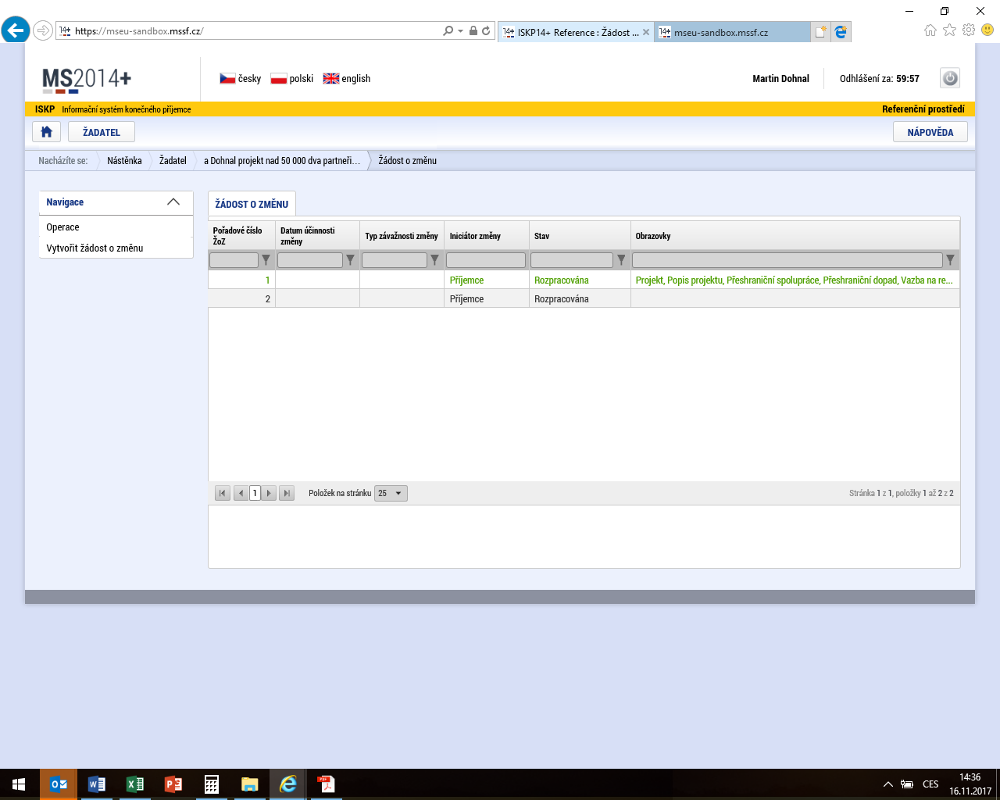 https://mseu-sandbox.mssf.cz/
ISKP14+ Reference : Žádost ...
mseu-sandbox.mssf.cz
MS2014+
česky polski english
Martin Dohnal
Odhlášení za: 59:57
ISKP Informační systém konečného příjemce
Referenční prostředí
ŽADATEL
NÁPOVĚDA
Nacházíte se: Nástěnka Žadatel a Dohnal projekt nad 50 000 dva partneři... Žádost o změnu
Navigace
Operace
Vytvořit žádost o změnu
ŽÁDOST O ZMĚNU
Pořadové číslo ŽoZ Datum účinnosti změny Typ závažnosti změny Iniciátor změny Stav Obrazovky
1 Příjemce Rozpracována Projekt, Popis projektu, Přeshraniční spolupráce, Přeshraniční dopad, Vazba na re...
2 Příjemce Rozpracována
1 Položek na stránku 25
Stránka 1 z 1, položky 1 až 2 z 2
CES
14:36
16.11.2017